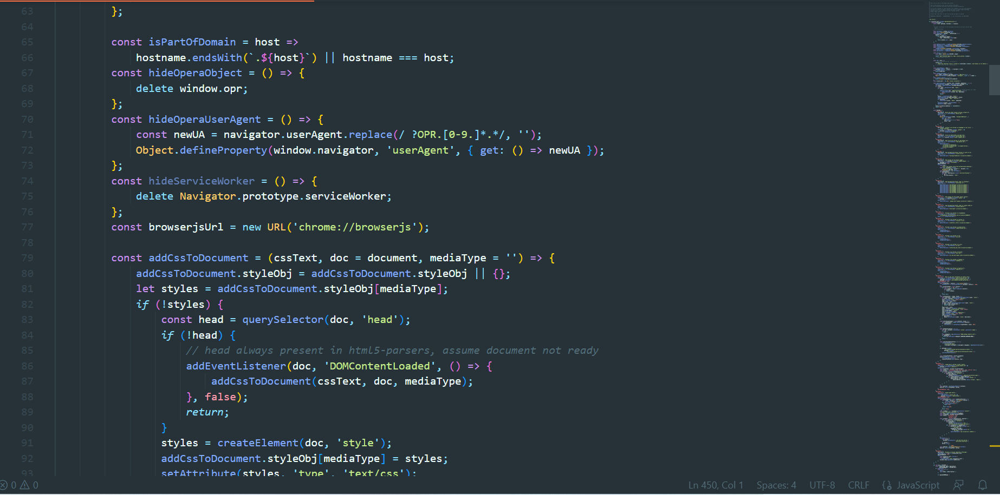 63 };
64
65 const isPartOfDomain = host =>
66 hostname.endsWith(`.${host}`) || hostname === host;
67 const hideOperaObject = () => {
68 delete window.opr;
69 };
70 const hideOperaUserAgent = () => {
71 const newUA = navigator.userAgent.replace(/ ?OPR.[0-9.]*.*/, '');
72 Object.defineProperty(window.navigator, 'userAgent', { get: () => newUA });
73 };
74 const hideServiceWorker = () => {
75 delete Navigator.prototype.serviceWorker;
76 };
77 const browserjsUrl = new URL('chrome://browserjs');
78
79 const addCssToDocument = (cssText, doc = document, mediaType = '') => {
80 addCssToDocument.styleObj = addCssToDocument.styleObj || {};
81 let styles = addCssToDocument.styleObj[mediaType];
82 if (!styles) {
83 const head = querySelector(doc, 'head');
84 if (!head) {
85 // head always present in html5-parsers, assume document not ready
86 addEventListener(doc, 'DOMContentLoaded', () => {
87 addCssToDocument(cssText, doc, mediaType);
88 }, false);
89 return;
90 }
91 styles = createElement(doc, 'style');
92 addCssToDocument.styleObj[mediaType] = styles;
93 setAttribute(styles, 'type', 'text/css');
0 0 Ln 450, Col 1 Spaces: 4 UTF-8 CRLF JavaScript